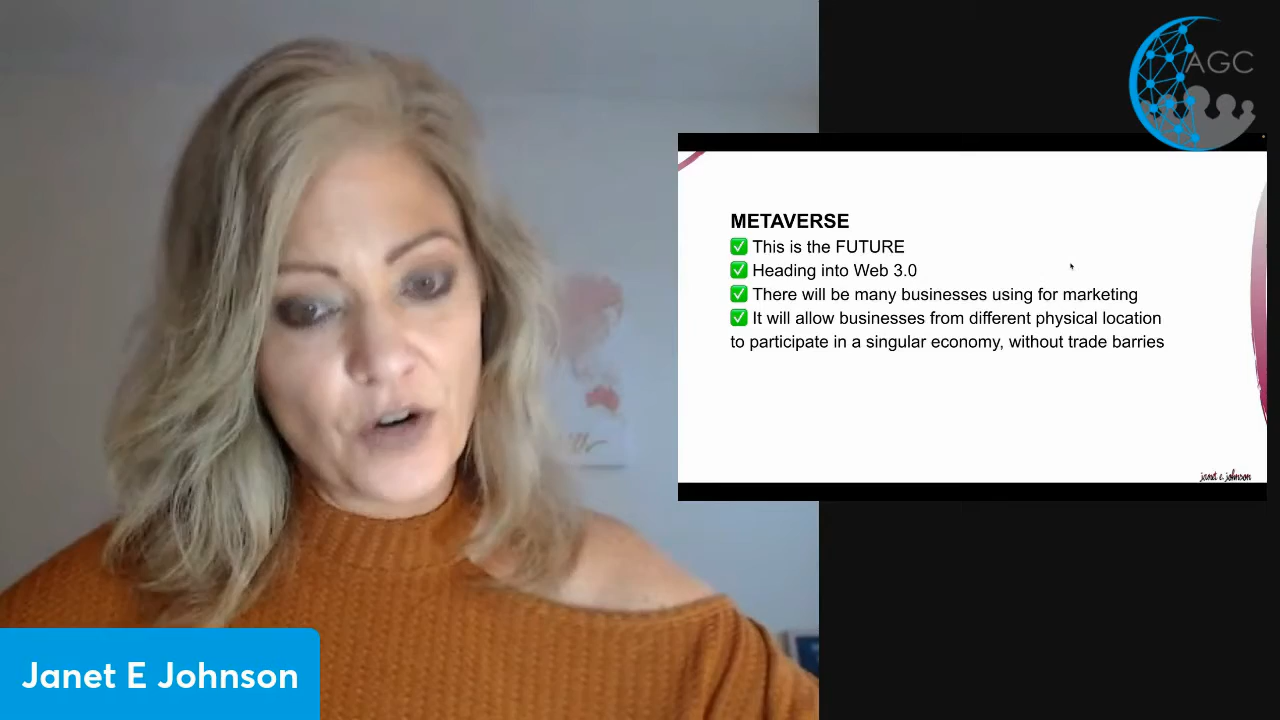 AGC
METAVERSE
✅ This is the FUTURE
✅ Heading into Web 3.0
✅ There will be many businesses using for marketing
✅ It will allow businesses from different physical location
to participate in a singular economy, without trade barries
janet e. johnson
Janet E Johnson